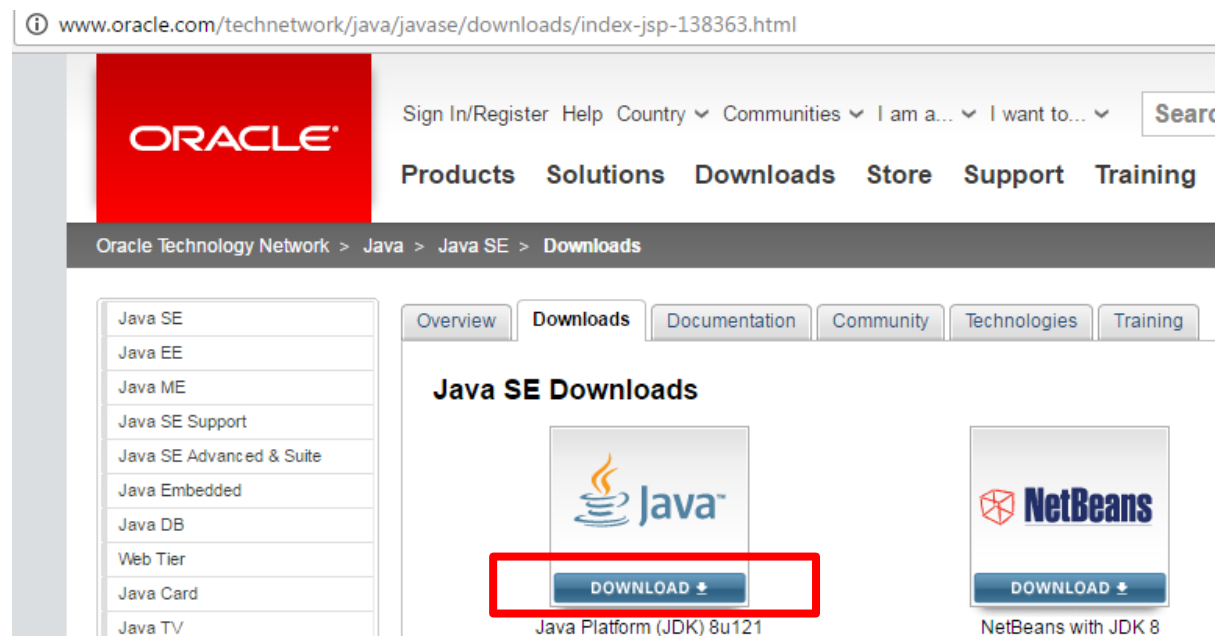 www.oracle.com/technetwork/java/javase/downloads/index-jsp-138363.html
ORACLE®
Sign In/Register Help Country Communities I am a... I want to...
Products Solutions Downloads Store Support Training
Oracle Technology Network > Java > Java SE > Downloads
Java SE
Java EE
Java ME
Java SE Support
Java SE Advanced & Suite
Java Embedded
Java DB
Web Tier
Java Card
Java TV
Overview Downloads Documentation Community Technologies Training
Java SE Downloads
Java™
DOWNLOAD
Java Platform (JDK) 8u121
NetBeans
DOWNLOAD
NetBeans with JDK 8